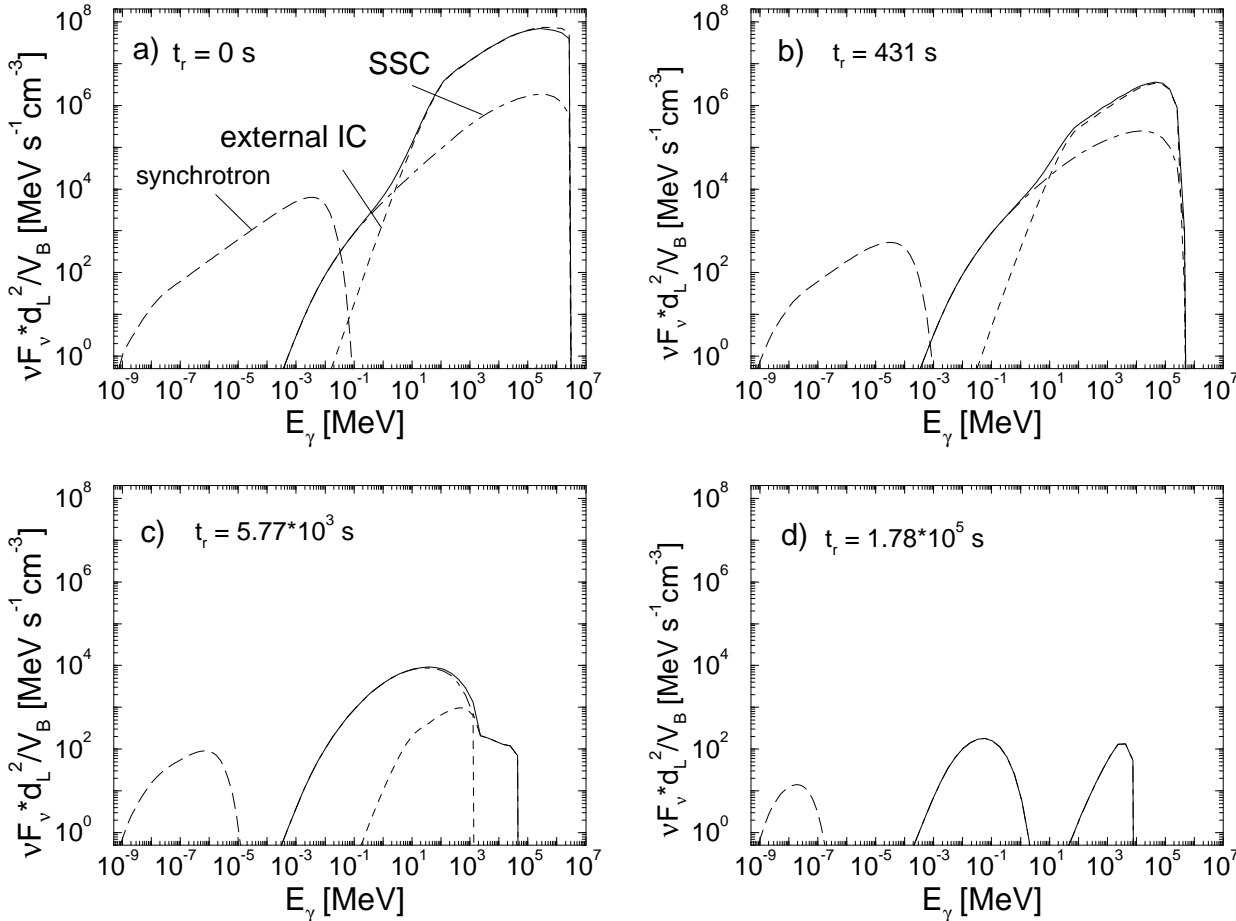 a) t_r = 0 s
SSC
external IC
synchrotron
νF_ν*d_L^2/V_B [MeV s^-1 cm^-3]
10^8
10^6
10^4
10^2
10^0
10^-9 10^-7 10^-5 10^-3 10^-1 10^1 10^3 10^5 10^7
E_γ [MeV]
b) t_r = 431 s
νF_ν*d_L^2/V_B [MeV s^-1 cm^-3]
10^8
10^6
10^4
10^2
10^0
10^-9 10^-7 10^-5 10^-3 10^-1 10^1 10^3 10^5 10^7
E_γ [MeV]
c) t_r = 5.77*10^3 s
νF_ν*d_L^2/V_B [MeV s^-1 cm^-3]
10^8
10^6
10^4
10^2
10^0
10^-9 10^-7 10^-5 10^-3 10^-1 10^1 10^3 10^5 10^7
E_γ [MeV]
d) t_r = 1.78*10^5 s
νF_ν*d_L^2/V_B [MeV s^-1 cm^-3]
10^8
10^6
10^4
10^2
10^0
10^-9 10^-7 10^-5 10^-3 10^-1 10^1 10^3 10^5 10^7
E_γ [MeV]